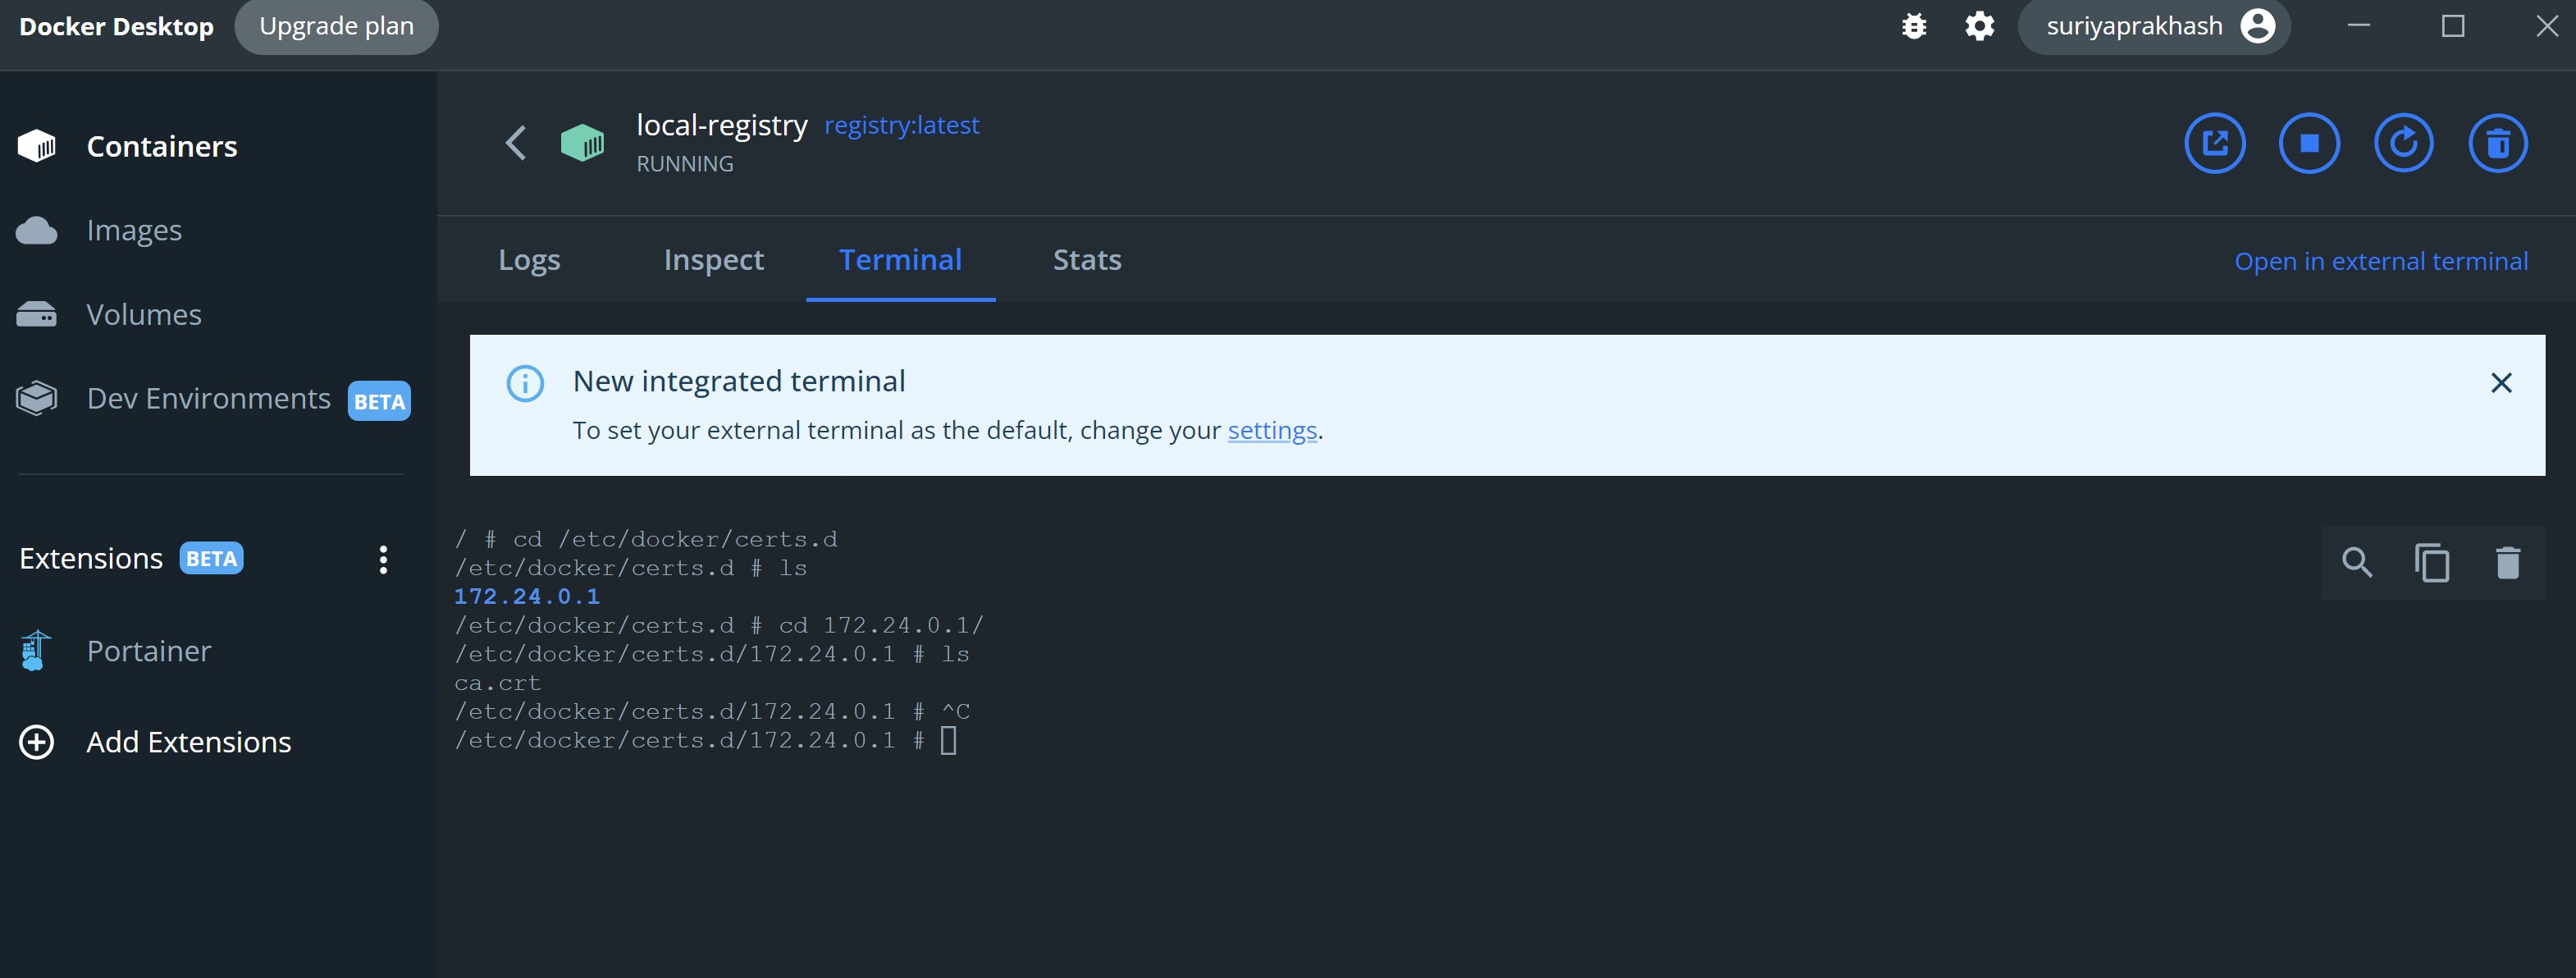 Docker Desktop Upgrade plan suriyaprakhash
Containers
Images
Volumes
Dev Environments BETA
Extensions BETA
Portainer
Add Extensions
local-registry registry:latest
RUNNING
Logs Inspect Terminal Stats Open in external terminal
New integrated terminal
To set your external terminal as the default, change your settings.
/ # cd /etc/docker/certs.d
/etc/docker/certs.d # ls
172.24.0.1
/etc/docker/certs.d # cd 172.24.0.1/
/etc/docker/certs.d/172.24.0.1 # ls
ca.crt
/etc/docker/certs.d/172.24.0.1 # ^C
/etc/docker/certs.d/172.24.0.1 #